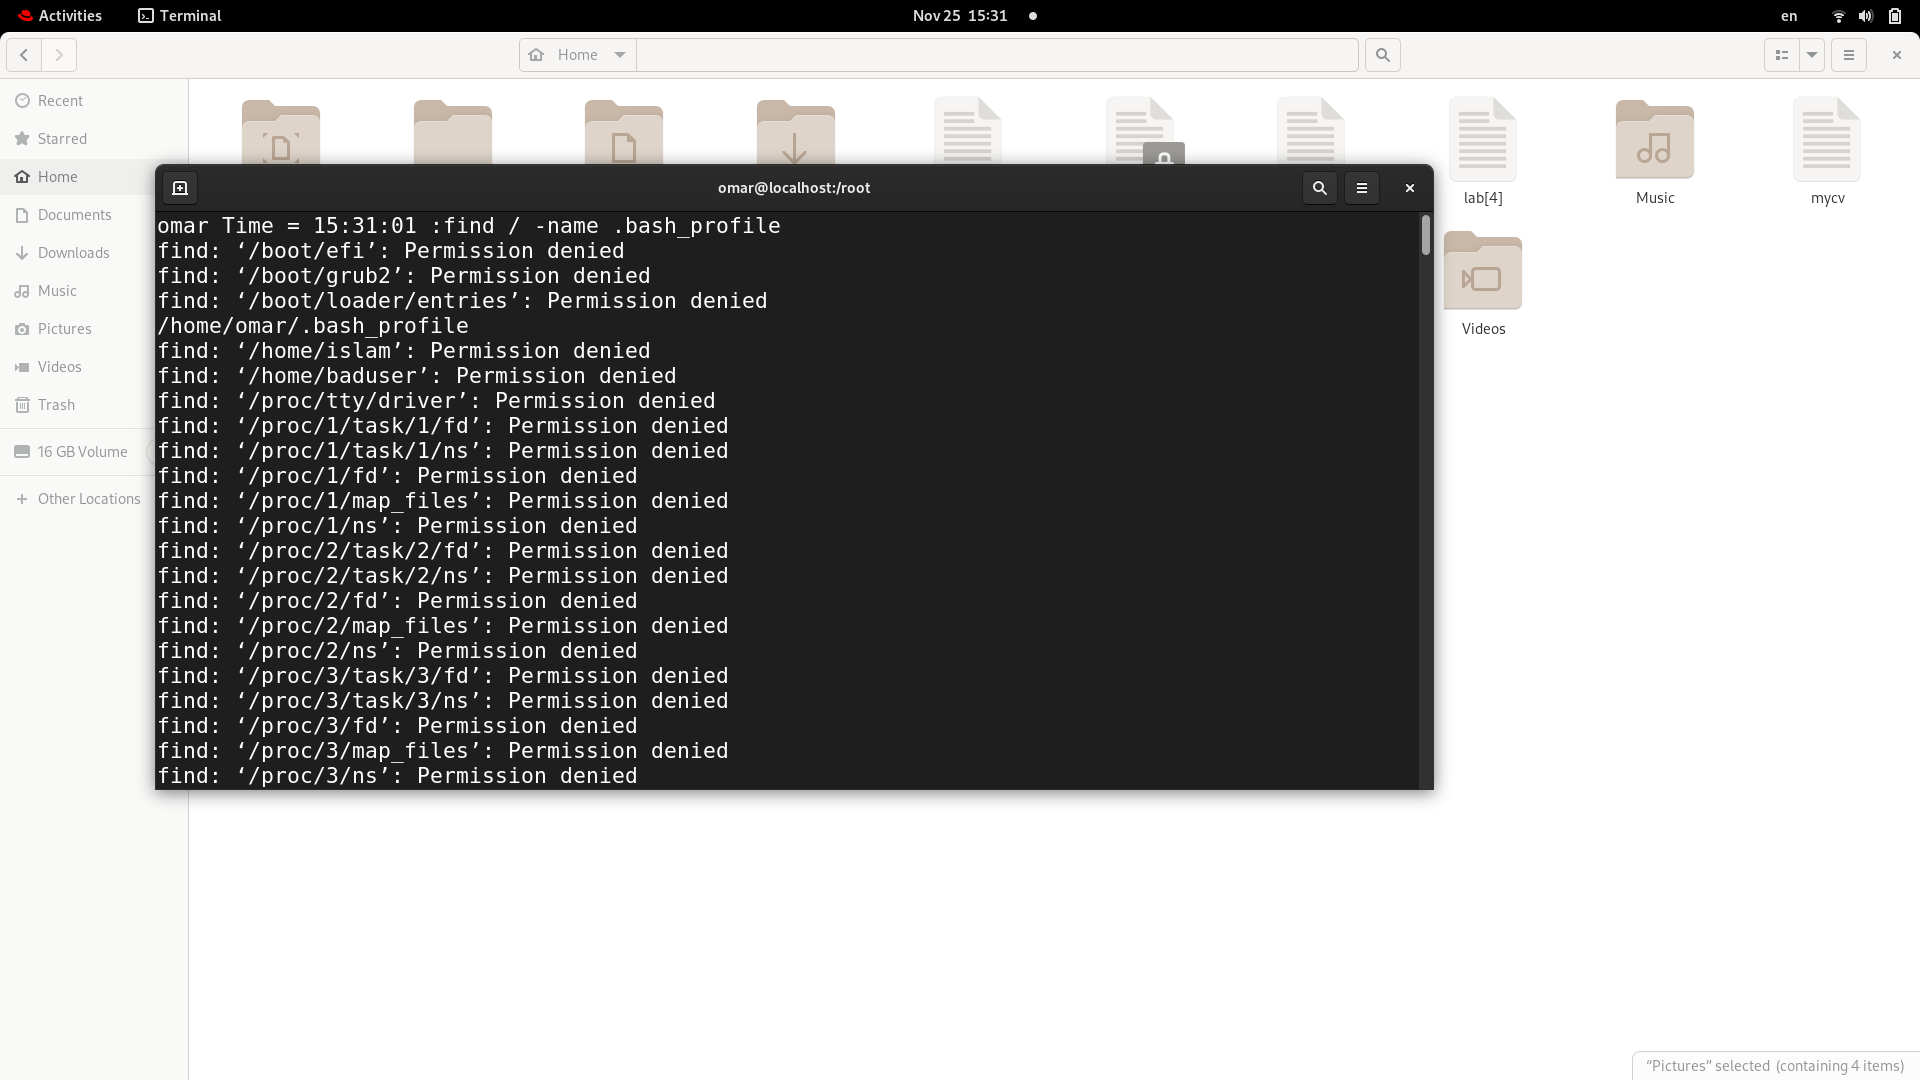 Activities
Terminal
Nov 25 15:31
en
Home
Recent
Starred
Home
Documents
Downloads
Music
Pictures
Videos
Trash
16 GB Volume
Other Locations
lab[4]
Music
mycv
Videos
omar@localhost:/root
omar Time = 15:31:01 :find / -name .bash_profile
find: ‘/boot/efi’: Permission denied
find: ‘/boot/grub2’: Permission denied
find: ‘/boot/loader/entries’: Permission denied
/home/omar/.bash_profile
find: ‘/home/islam’: Permission denied
find: ‘/home/baduser’: Permission denied
find: ‘/proc/tty/driver’: Permission denied
find: ‘/proc/1/task/1/fd’: Permission denied
find: ‘/proc/1/task/1/ns’: Permission denied
find: ‘/proc/1/fd’: Permission denied
find: ‘/proc/1/map_files’: Permission denied
find: ‘/proc/1/ns’: Permission denied
find: ‘/proc/2/task/2/fd’: Permission denied
find: ‘/proc/2/task/2/ns’: Permission denied
find: ‘/proc/2/fd’: Permission denied
find: ‘/proc/2/map_files’: Permission denied
find: ‘/proc/2/ns’: Permission denied
find: ‘/proc/3/task/3/fd’: Permission denied
find: ‘/proc/3/task/3/ns’: Permission denied
find: ‘/proc/3/fd’: Permission denied
find: ‘/proc/3/map_files’: Permission denied
find: ‘/proc/3/ns’: Permission denied
“Pictures” selected (containing 4 items)